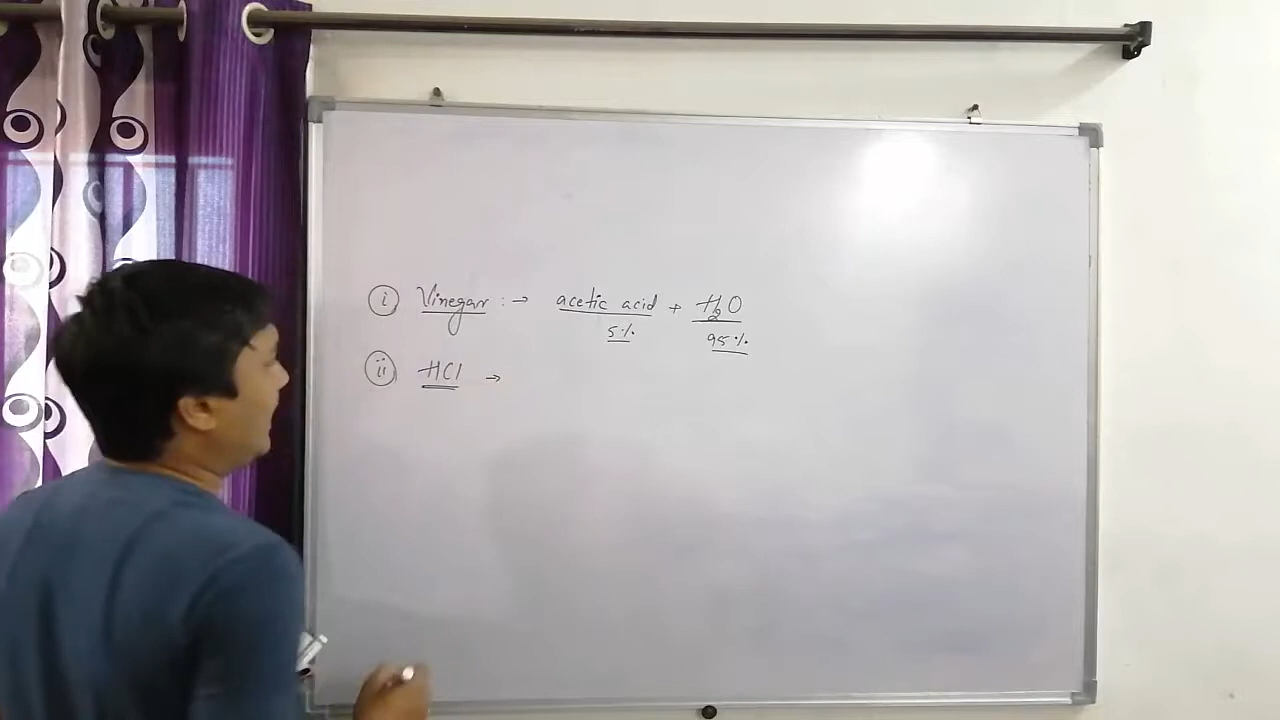 (i) Vinegar :→ acetic acid + H₂O
5% 95%
(ii) HCl →